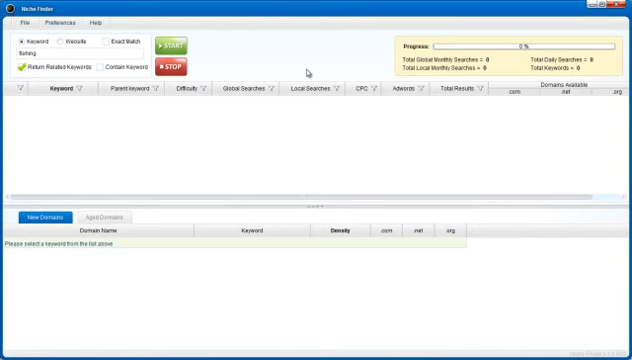 Niche Finder
File Preferences Help
Keyword Website Exact Match
fishing
Return Related Keywords Contain Keyword
START
STOP
Progress: 0 %
Total Global Monthly Searches = 0 Total Daily Searches = 0
Total Local Monthly Searches = 0 Total Keywords = 0
Keyword Parent keyword Difficulty Global Searches Local Searches CPC Adwords Total Results Domains Available
.com .net .org
New Domains Aged Domains
Domain Name Keyword Density .com .net .org
Please select a keyword from the list above